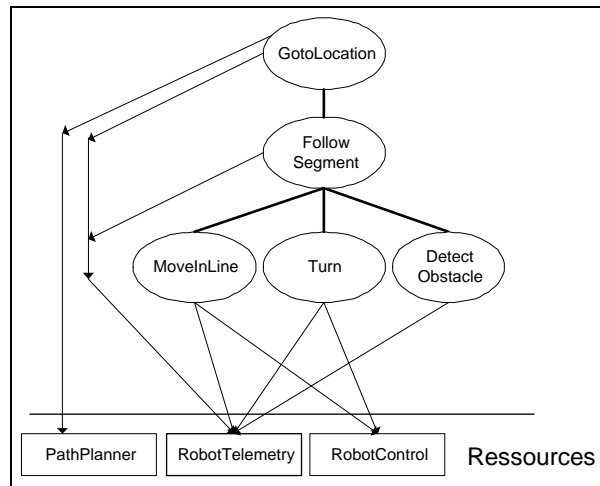 GotoLocation
Follow
Segment
MoveInLine
Turn
Detect
Obstacle
PathPlanner
RobotTelemetry
RobotControl
Ressources